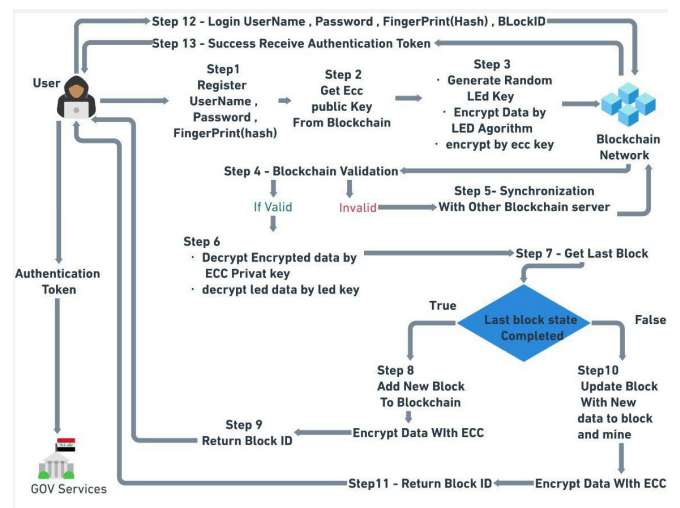 Step 12 - Login UserName , Password , FingerPrint(Hash) , BLockID
Step 13 - Success Receive Authentication Token
User
Step1
Register
UserName ,
Password ,
FingerPrint(hash)
Step 2
Get Ecc
public Key
From Blockchain
Step 3
· Generate Random
LEd Key
· Encrypt Data by
LED Agorithm
· encrypt by ecc key
Blockchain
Network
Step 4 - Blockchain Validation
If Valid
Invalid
Step 5- Synchronization
With Other Blockchain server
Step 6
· Decrypt Encrypted data by
ECC Privat key
· decrypt led data by led key
Step 7 - Get Last Block
Authentication
Token
True
Last block state
Completed
False
Step 8
Add New Block
To Blockchain
Step10
Update Block
With New
data to block
and mine
Step 9
Return Block ID
Encrypt Data WIth ECC
GOV Services
Step11 - Return Block ID
Encrypt Data WIth ECC